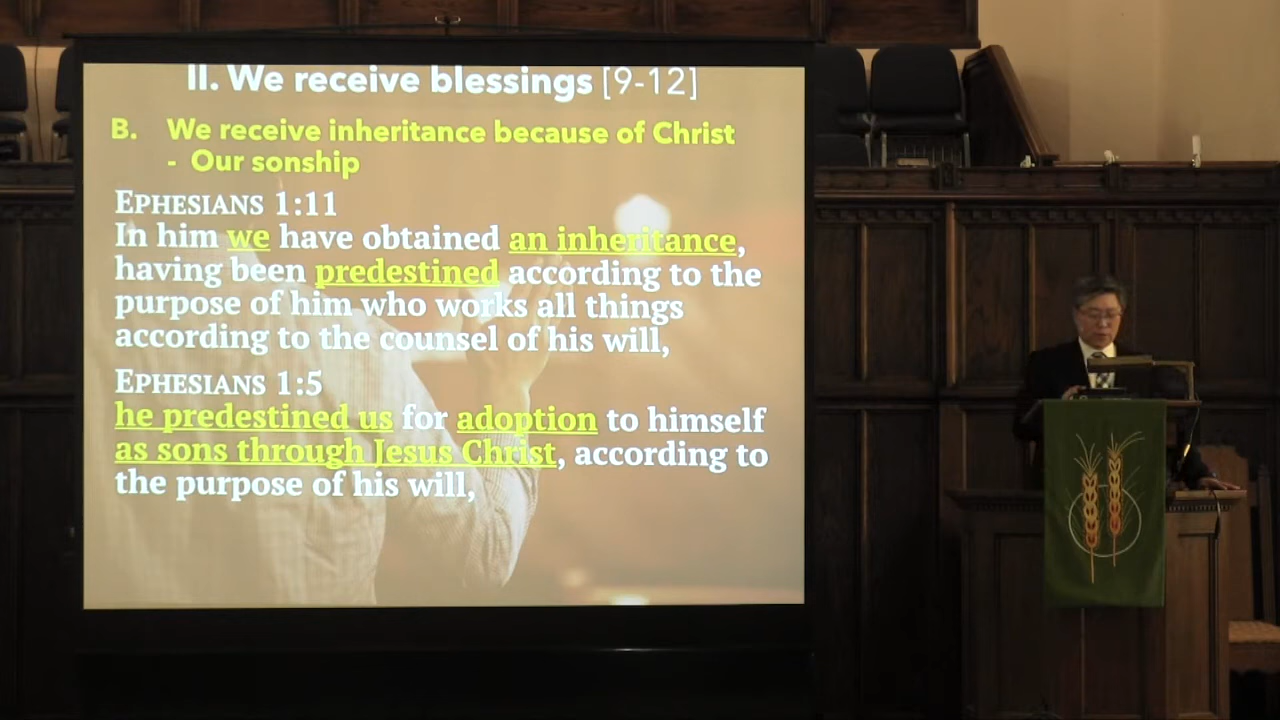 II. We receive blessings [9-12]
B. We receive inheritance because of Christ
- Our sonship
EPHESIANS 1:11
In him we have obtained an inheritance,
having been predestined according to the
purpose of him who works all things
according to the counsel of his will,
EPHESIANS 1:5
he predestined us for adoption to himself
as sons through Jesus Christ, according to
the purpose of his will,